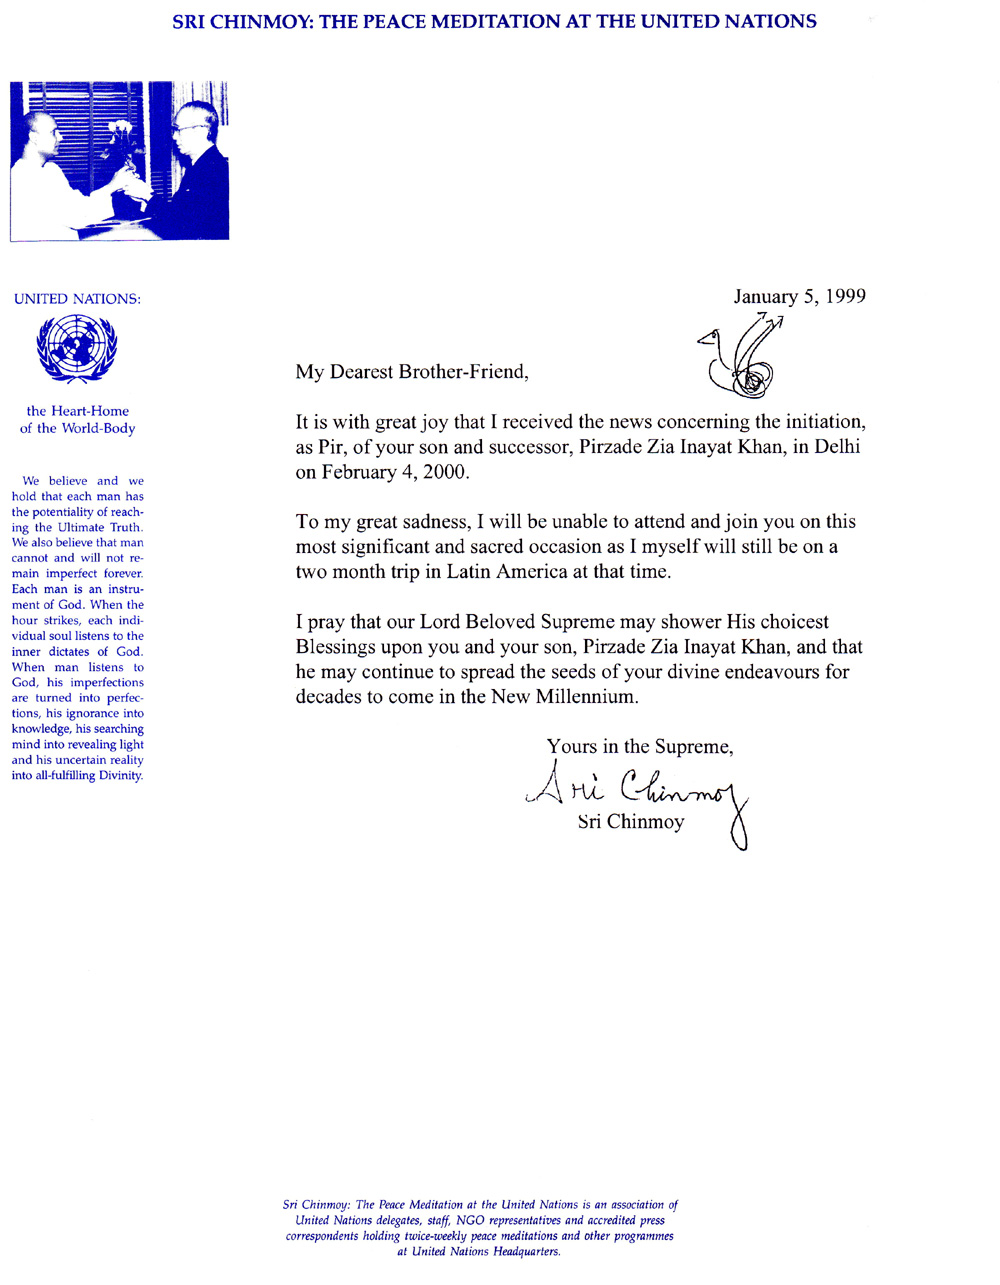 SRI CHINMOY: THE PEACE MEDITATION AT THE UNITED NATIONS
UNITED NATIONS:
the Heart-Home
of the World-Body
We believe and we
hold that each man has
the potentiality of reach-
ing the Ultimate Truth.
We also believe that man
cannot and will not re-
main imperfect forever.
Each man is an instru-
ment of God. When the
hour strikes, each indi-
vidual soul listens to the
inner dictates of God.
When man listens to
God, his imperfections
are turned into perfec-
tions, his ignorance into
knowledge, his searching
mind into revealing light
and his uncertain reality
into all-fulfilling Divinity.
January 5, 1999
My Dearest Brother-Friend,
It is with great joy that I received the news concerning the initiation,
as Pir, of your son and successor, Pirzade Zia Inayat Khan, in Delhi
on February 4, 2000.
To my great sadness, I will be unable to attend and join you on this
most significant and sacred occasion as I myself will still be on a
two month trip in Latin America at that time.
I pray that our Lord Beloved Supreme may shower His choicest
Blessings upon you and your son, Pirzade Zia Inayat Khan, and that
he may continue to spread the seeds of your divine endeavours for
decades to come in the New Millennium.
Yours in the Supreme,
Sri Chinmoy
Sri Chinmoy
Sri Chinmoy: The Peace Meditation at the United Nations is an association of
United Nations delegates, staff, NGO representatives and accredited press
correspondents holding twice-weekly peace meditations and other programmes
at United Nations Headquarters.